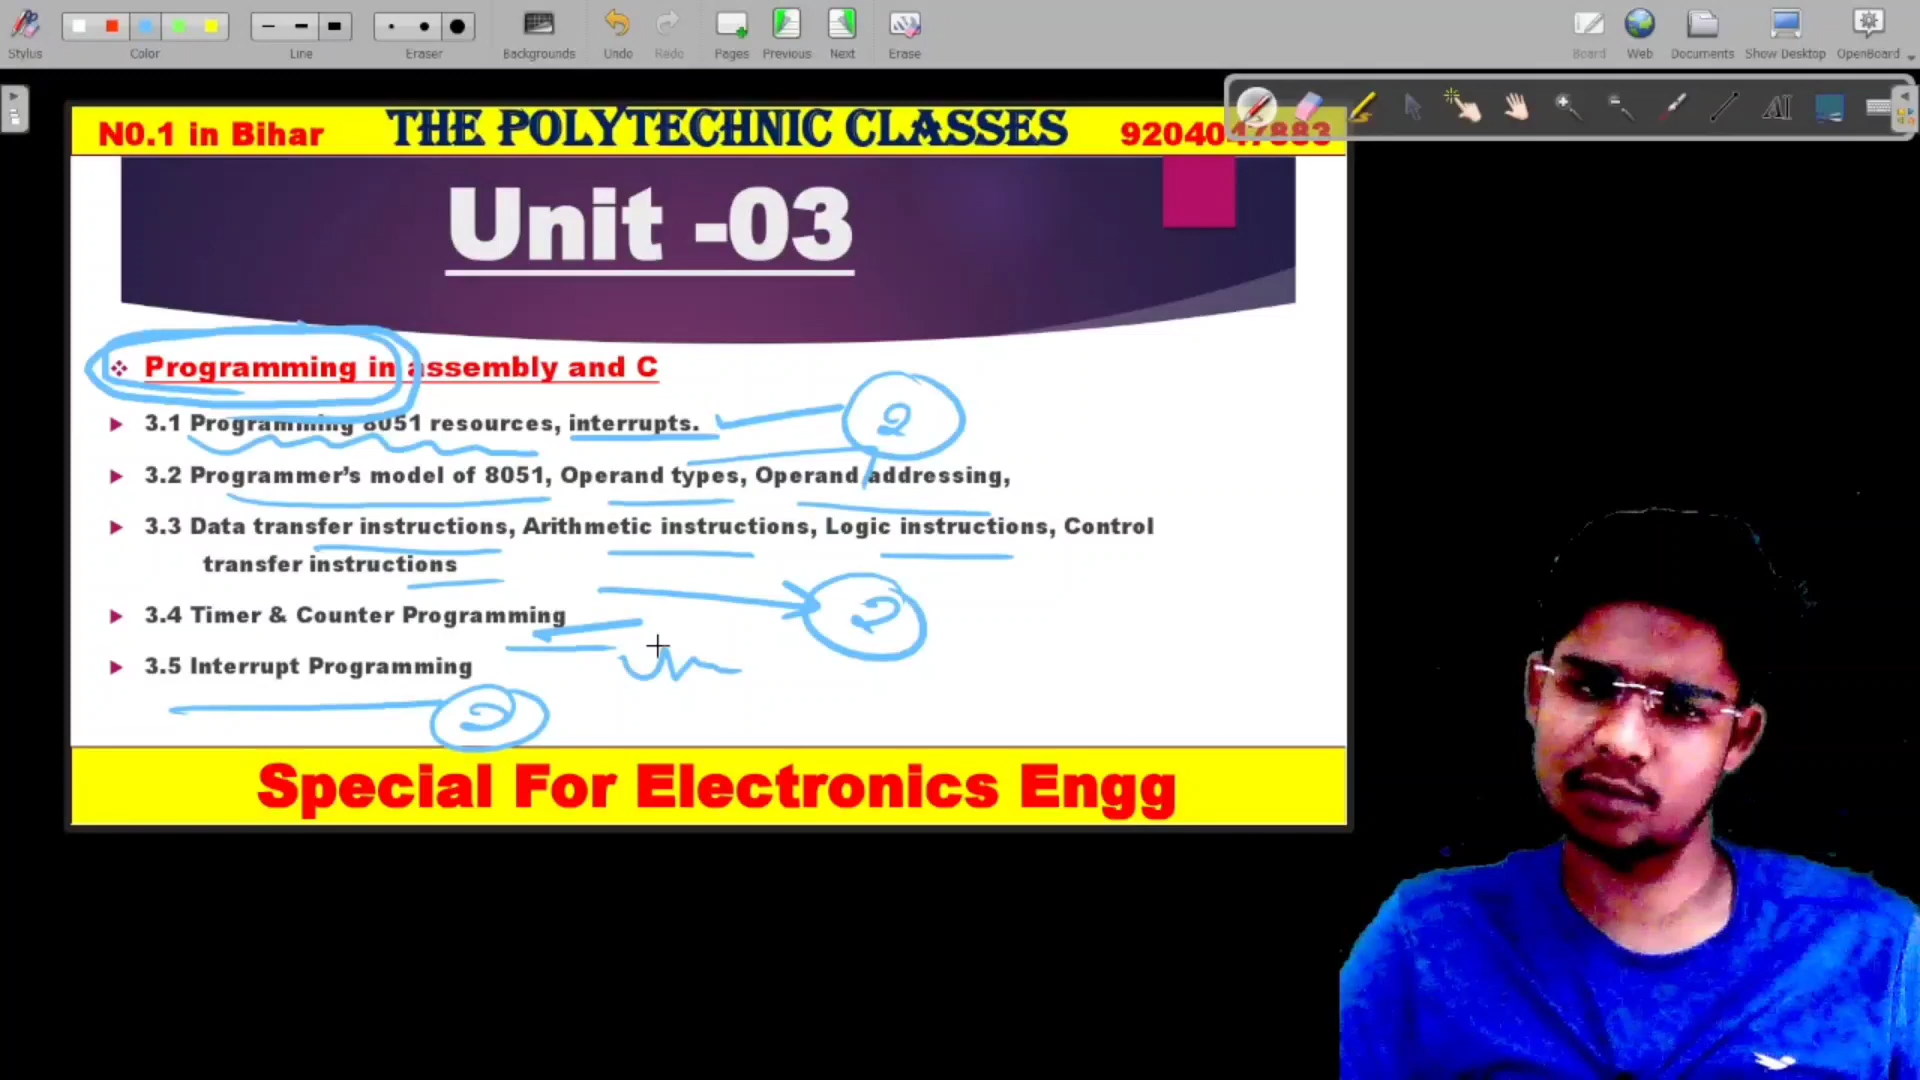 Stylus
Color
Line
Eraser
Backgrounds
Undo
Redo
Pages
Previous
Next
Erase
Board
Web
Documents
Show Desktop
OpenBoard
N0.1 in Bihar
THE POLYTECHNIC CLASSES
Unit -03
Programming in assembly and C
3.1 Programming 8051 resources, interrupts.
2
3.2 Programmer's model of 8051, Operand types, Operand addressing,
3.3 Data transfer instructions, Arithmetic instructions, Logic instructions, Control
transfer instructions
2
3.4 Timer & Counter Programming
3.5 Interrupt Programming
Special For Electronics Engg